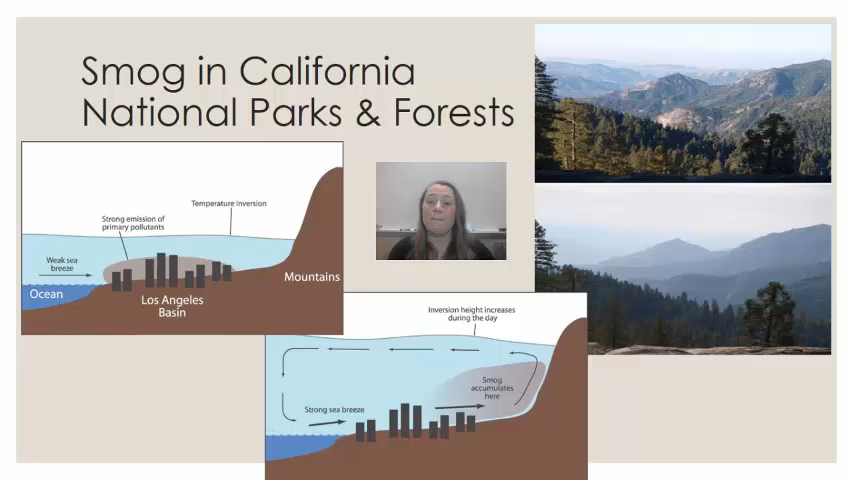 Smog in California
National Parks & Forests
Temperature Inversion
Strong emission of
primary pollutants
Weak sea
breeze
Ocean
Los Angeles
Basin
Mountains
Inversion height increases
during the day
Smog
accumulates
here
Strong sea breeze